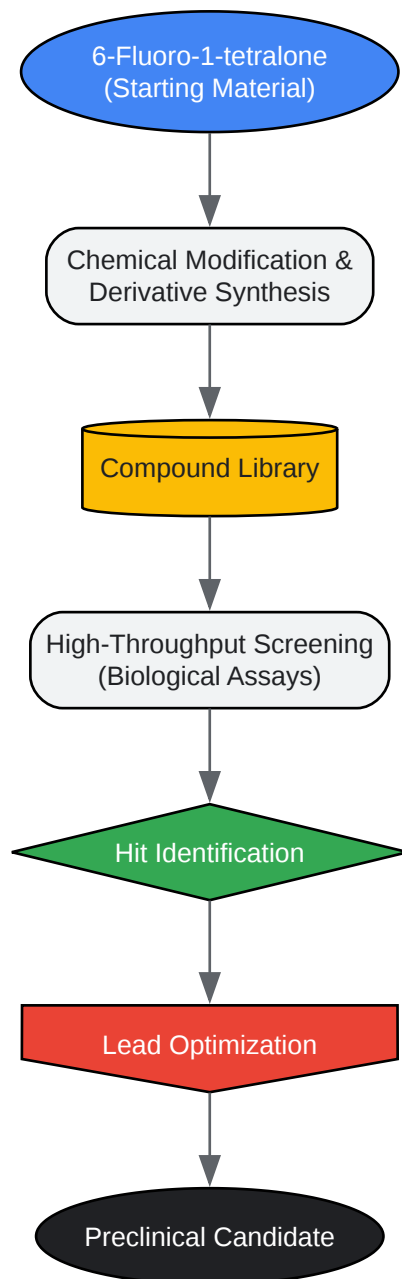 6-Fluoro-1-tetralone
(Starting Material)
Chemical Modification &
Derivative Synthesis
Compound Library
High-Throughput Screening
(Biological Assays)
Hit Identification
Lead Optimization
Preclinical Candidate